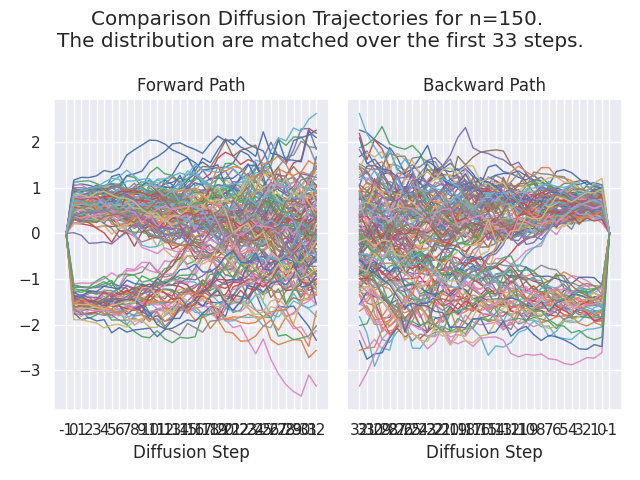 Comparison Diffusion Trajectories for n=150.
The distribution are matched over the first 33 steps.
Forward Path
Backward Path
2
1
0
−1
−2
−3
Diffusion Step
Diffusion Step